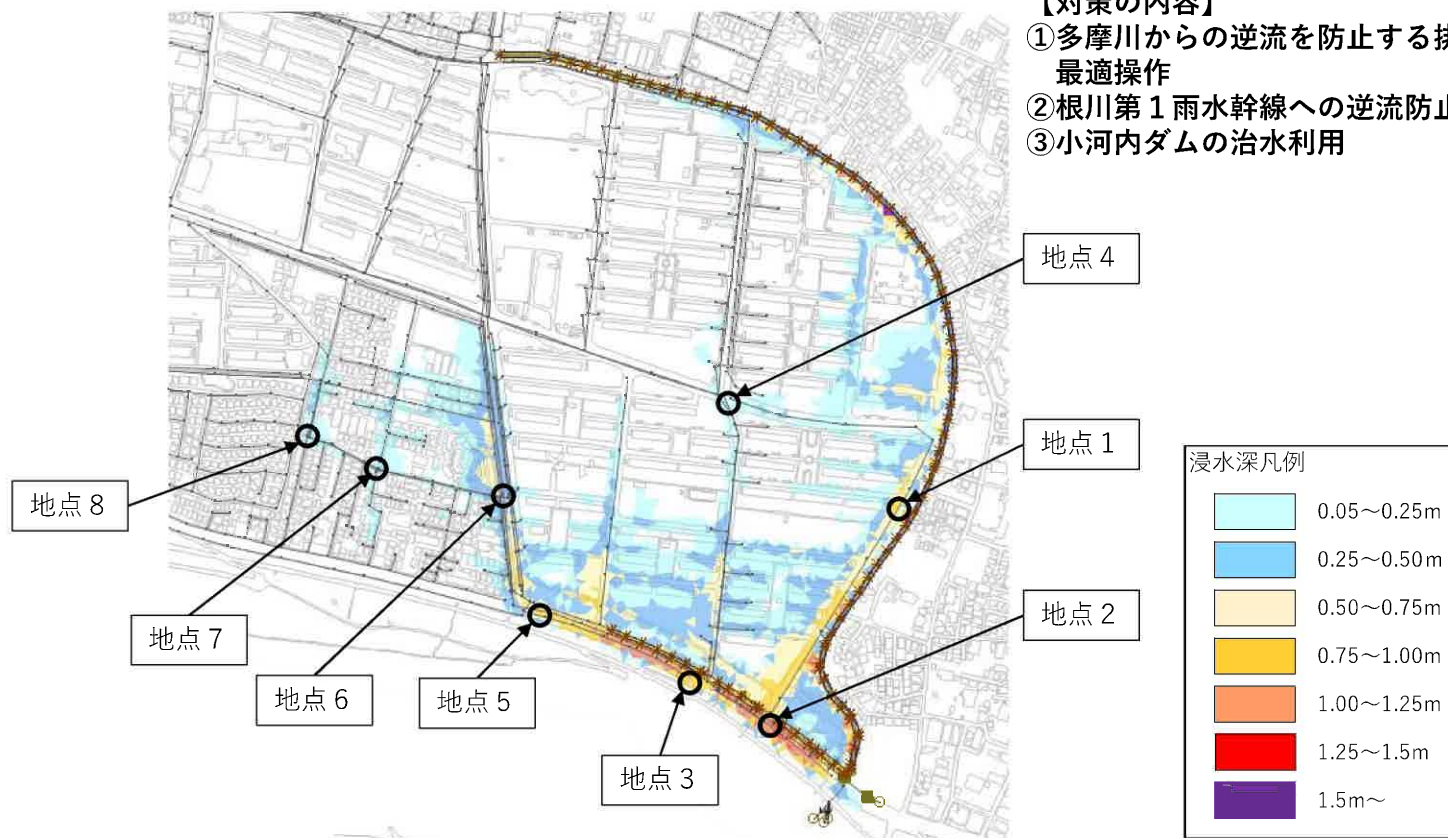 【対策の内容】
①多摩川からの逆流を防止する
最適操作
②根川第１雨水幹線への逆流防止
③小河内ダムの治水利用
地点４
地点１
地点８
地点７
地点６
地点５
地点３
地点２
浸水深凡例
0.05～0.25m
0.25～0.50m
0.50～0.75m
0.75～1.00m
1.00～1.25m
1.25～1.5m
1.5m～